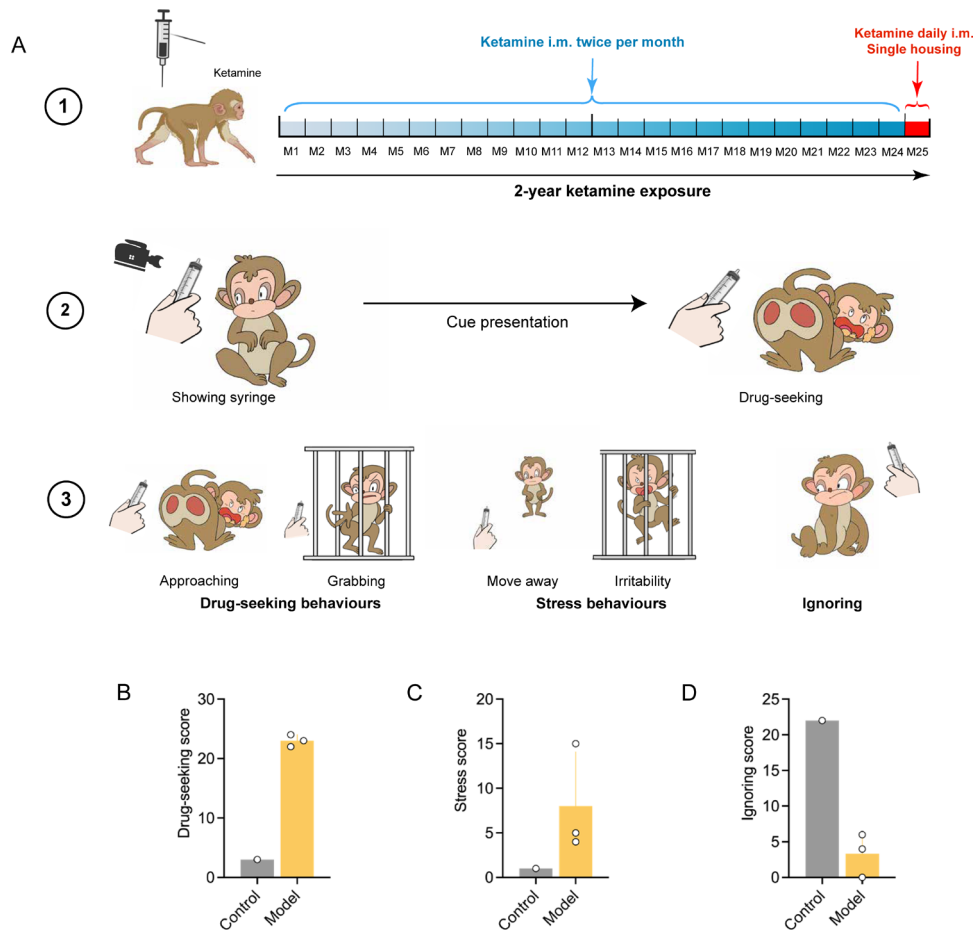 A
Ketamine i.m. twice per month
Ketamine daily i.m.
Single housing
Ketamine
1
M1 M2 M3 M4 M5 M6 M7 M8 M9 M10 M11 M12 M13 M14 M15 M16 M17 M18 M19 M20 M21 M22 M23 M24 M25
2-year ketamine exposure
2
Cue presentation
Showing syringe
Drug-seeking
3
Approaching Grabbing Move away Irritability
Drug-seeking behaviours Stress behaviours Ignoring
B
Drug-seeking score
30
20
10
0
Control Model
C
Stress score
20
15
10
5
0
Control Model
D
Ignoring score
25
20
15
10
5
0
Control Model